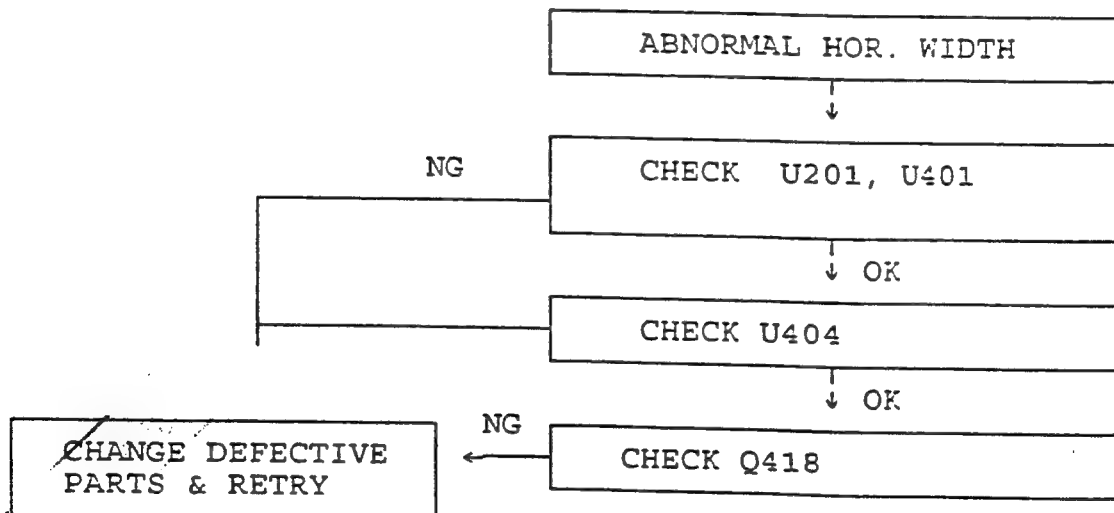 ABNORMAL HOR. WIDTH
NG
CHECK U201, U401
OK
CHECK U404
OK
NG
CHECK Q418
CHANGE DEFECTIVE
PARTS & RETRY